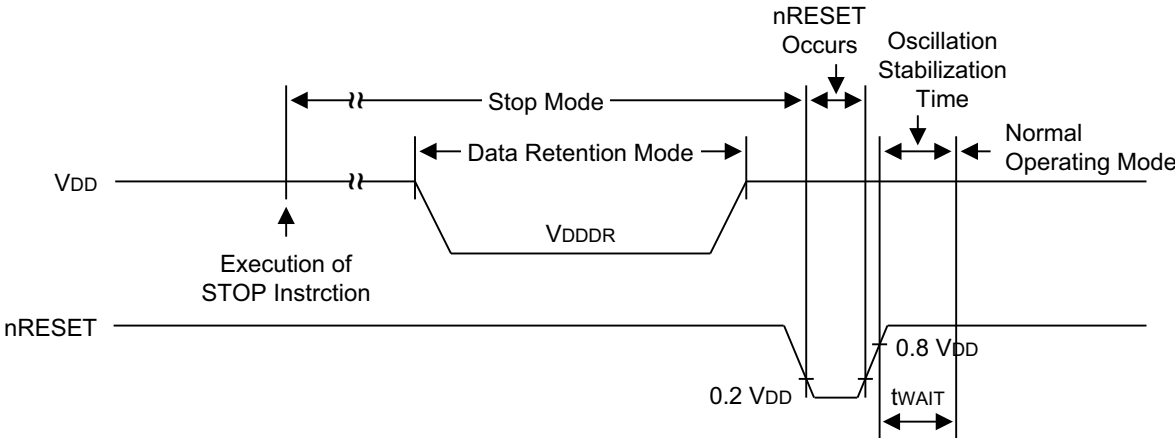 nRESET
Occurs
Oscillation
Stabilization
Time
Stop Mode
Normal
Operating Mode
Data Retention Mode
VDD
VDDDR
Execution of
STOP Instrction
nRESET
0.8 VDD
0.2 VDD
tWAIT